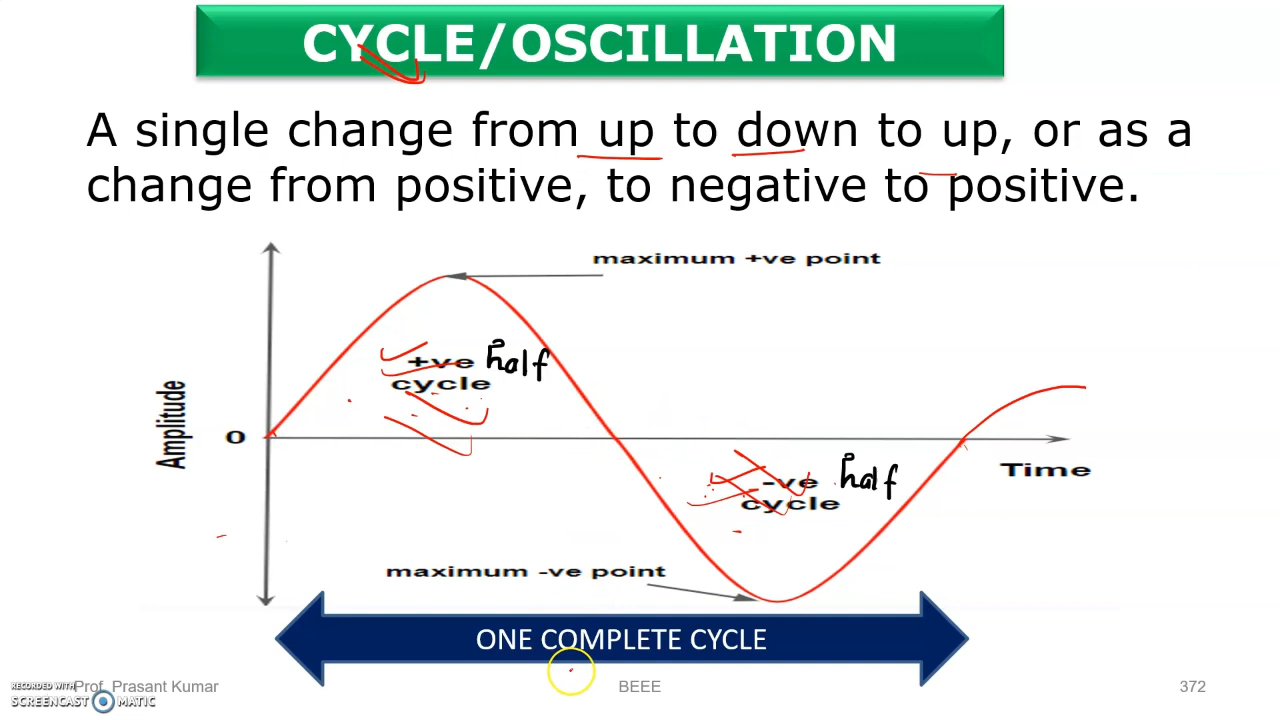 CYCLE/OSCILLATION
A single change from up to down to up, or as a
change from positive, to negative to positive.
maximum +ve point
+ve half
cycle
Amplitude
0
-ve half
cycle
Time
maximum -ve point
ONE COMPLETE CYCLE
RECORDED WITH
SCREENCAST MATIC
Prof. Prasant Kumar
BEEE
372